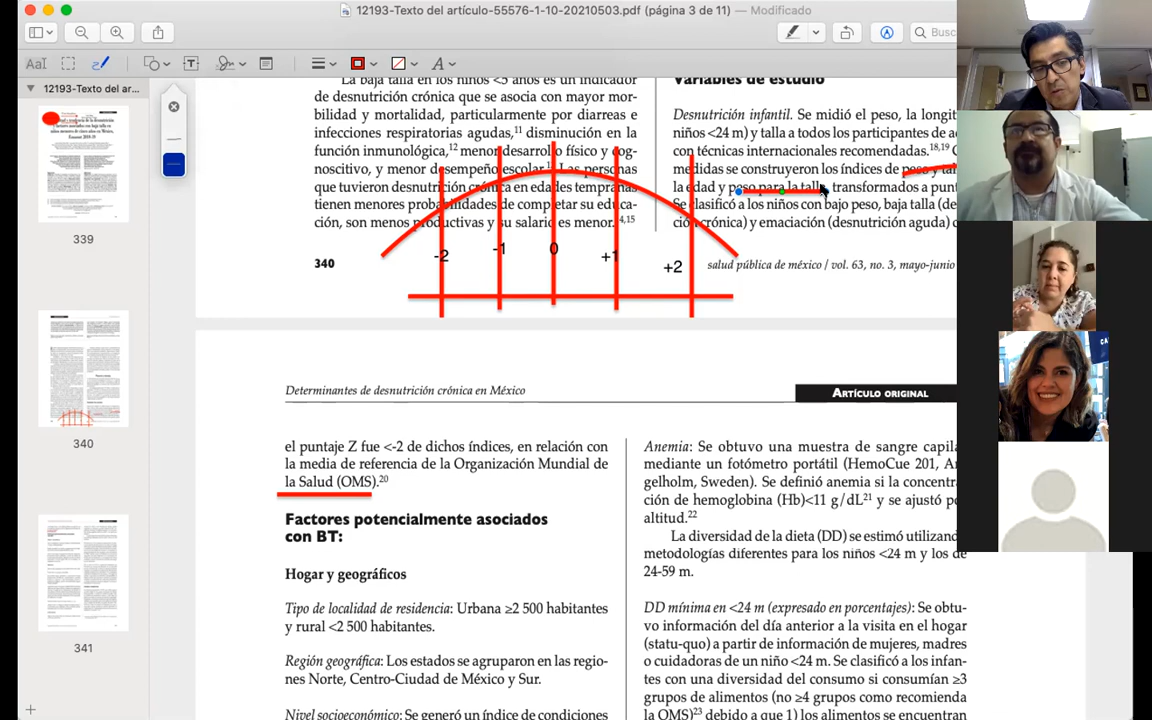 12193-Texto del artículo-55576-1-10-20210503.pdf (página 3 de 11) — Modificado
Busc
AaI
T
A
12193-Texto del ar...
339
340
341
La baja talla en los niños <5 años es un indicador
de desnutrición crónica que se asocia con mayor mor-
bilidad y mortalidad, particularmente por diarreas e
infecciones respiratorias agudas,11 disminución en la
función inmunológica,12 menor desarrollo físico y cog-
noscitivo, y menor desempeño escolar. Las personas
que tuvieron desnutrición crónica en edades tempranas
tienen menores probabilidades de completar su educa-
ción, son menos productivas y su salario es menor.14,15
-2
-1
0
+1
+2
340
Variables de estudio
Desnutrición infantil. Se midió el peso, la longit
niños <24 m) y talla a todos los participantes de ac
con técnicas internacionales recomendadas.18,19 C
medidas se construyeron los índices de peso y tal
la edad y peso para la talla, transformados a punt
Se clasificó a los niños con bajo peso, baja talla (de
ción crónica) y emaciación (desnutrición aguda) c
salud pública de méxico / vol. 63, no. 3, mayo-junio
Determinantes de desnutrición crónica en México
Artículo original
el puntaje Z fue <-2 de dichos índices, en relación con
la media de referencia de la Organización Mundial de
la Salud (OMS).20
Factores potencialmente asociados
con BT:
Hogar y geográficos
Tipo de localidad de residencia: Urbana ≥2 500 habitantes
y rural <2 500 habitantes.
Región geográfica: Los estados se agruparon en las regio-
nes Norte, Centro-Ciudad de México y Sur.
Nivel socioeconómico: Se generó un índice de condiciones
Anemia: Se obtuvo una muestra de sangre capila
mediante un fotómetro portátil (HemoCue 201, Án
gelholm, Sweden). Se definió anemia si la concentra
ción de hemoglobina (Hb)<11 g/dL21 y se ajustó po
altitud.22
La diversidad de la dieta (DD) se estimó utilizando
metodologías diferentes para los niños <24 m y los de
24-59 m.
DD mínima en <24 m (expresado en porcentajes): Se obtu-
vo información del día anterior a la visita en el hogar
(statu-quo) a partir de información de mujeres, madres
o cuidadoras de un niño <24 m. Se clasificó a los infan-
tes con una diversidad del consumo si consumían ≥3
grupos de alimentos (no ≥4 grupos como recomienda
la OMS)23 debido a que 1) los alimentos se encuentran